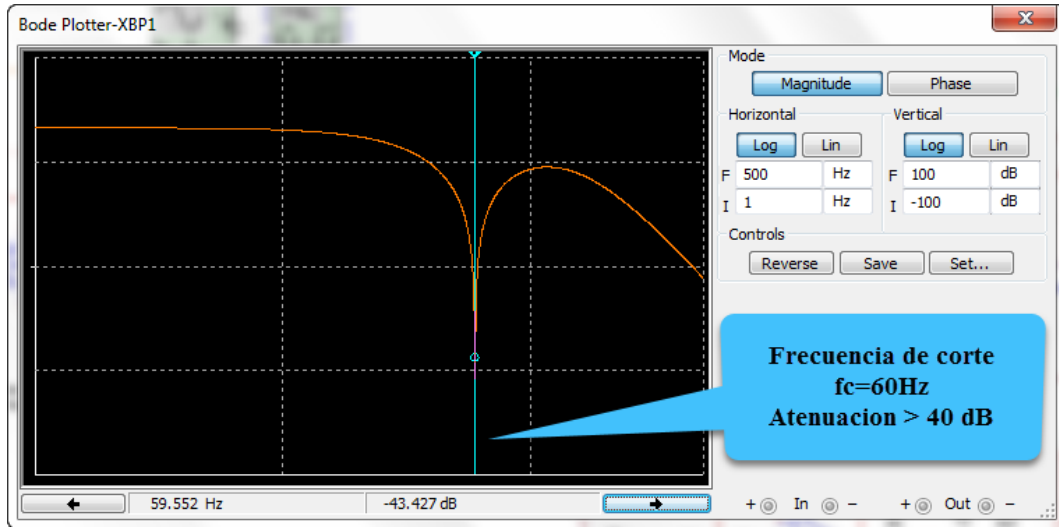 Bode Plotter-XBP1
Mode
Magnitude Phase
Horizontal Vertical
Log Lin Log Lin
F 500 Hz F 100 dB
I 1 Hz I -100 dB
Controls
Reverse Save Set...
Frecuencia de corte
fc=60Hz
Atenuacion > 40 dB
59.552 Hz -43.427 dB + In - + Out -